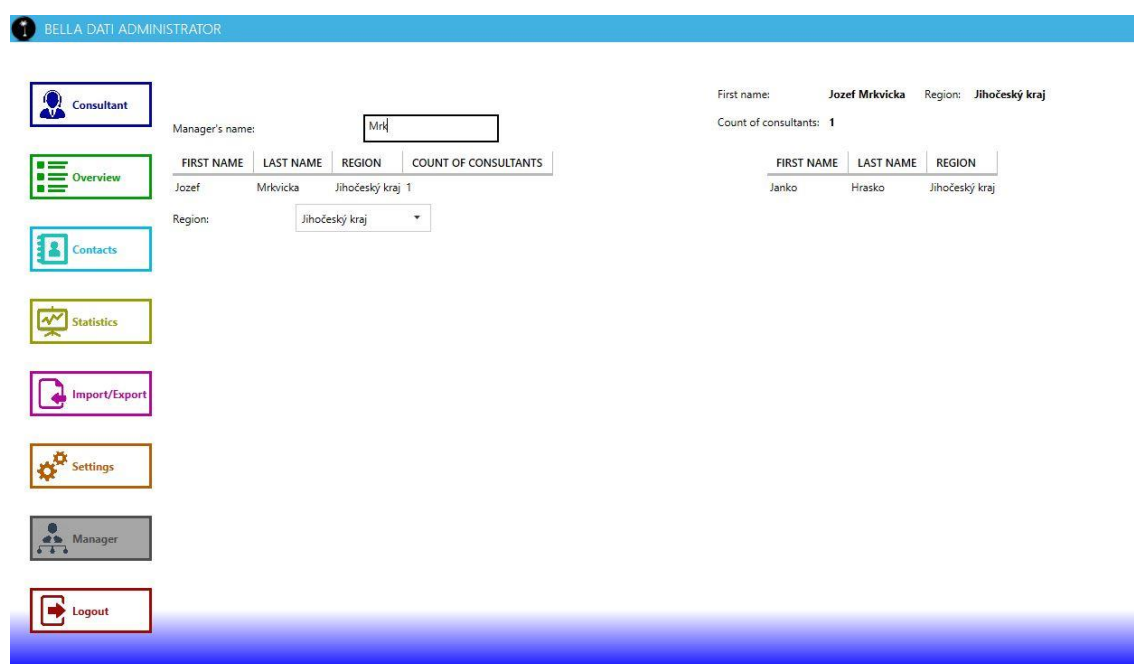 BELLA DATI ADMINISTRATOR
Consultant
Overview
Contacts
Statistics
Import/Export
Settings
Manager
Logout
Manager's name: Mrk
FIRST NAME LAST NAME REGION COUNT OF CONSULTANTS
Jozef Mrkvicka Jihočeský kraj 1
Region: Jihočeský kraj
First name: Jozef Mrkvicka Region: Jihočeský kraj
Count of consultants: 1
FIRST NAME LAST NAME REGION
Janko Hrasko Jihočeský kraj